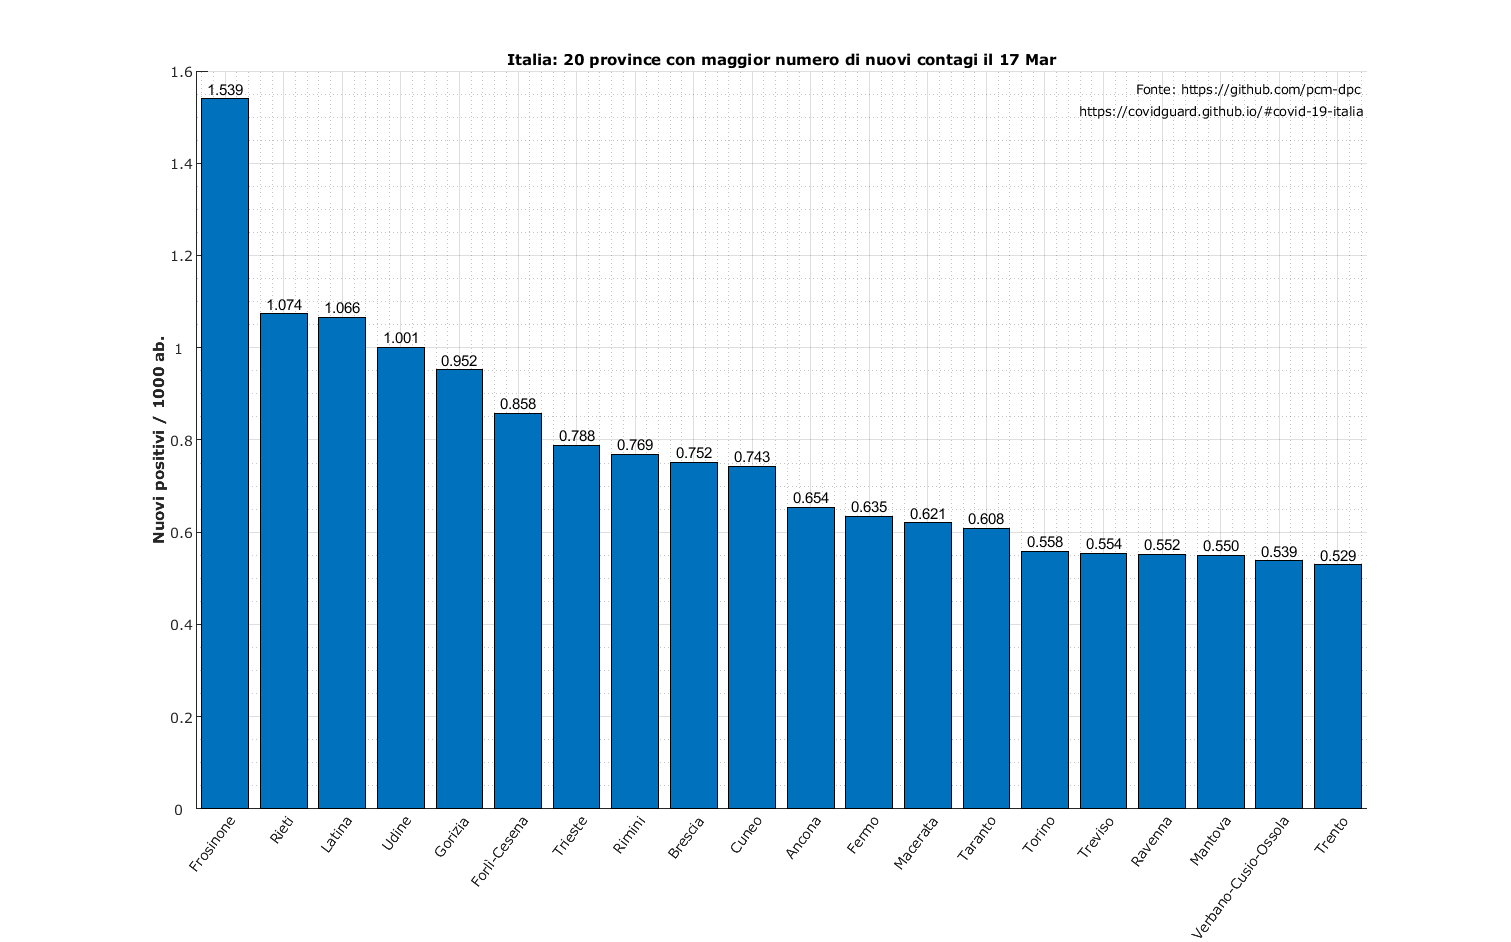 Italia: 20 province con maggior numero di nuovi contagi il 17 Mar
Fonte: https://github.com/pcm-dpc
https://covidguard.github.io/#covid-19-italia
Nuovi positivi / 1000 ab.
1.6
1.4
1.2
1
0.8
0.6
0.4
0.2
0
1.539
1.074
1.066
1.001
0.952
0.858
0.788
0.769
0.752
0.743
0.654
0.635
0.621
0.608
0.558
0.554
0.552
0.550
0.539
0.529
Frosinone
Rieti
Latina
Udine
Gorizia
Forlì-Cesena
Trieste
Rimini
Brescia
Cuneo
Ancona
Fermo
Macerata
Taranto
Torino
Treviso
Ravenna
Mantova
Verbano-Cusio-Ossola
Trento